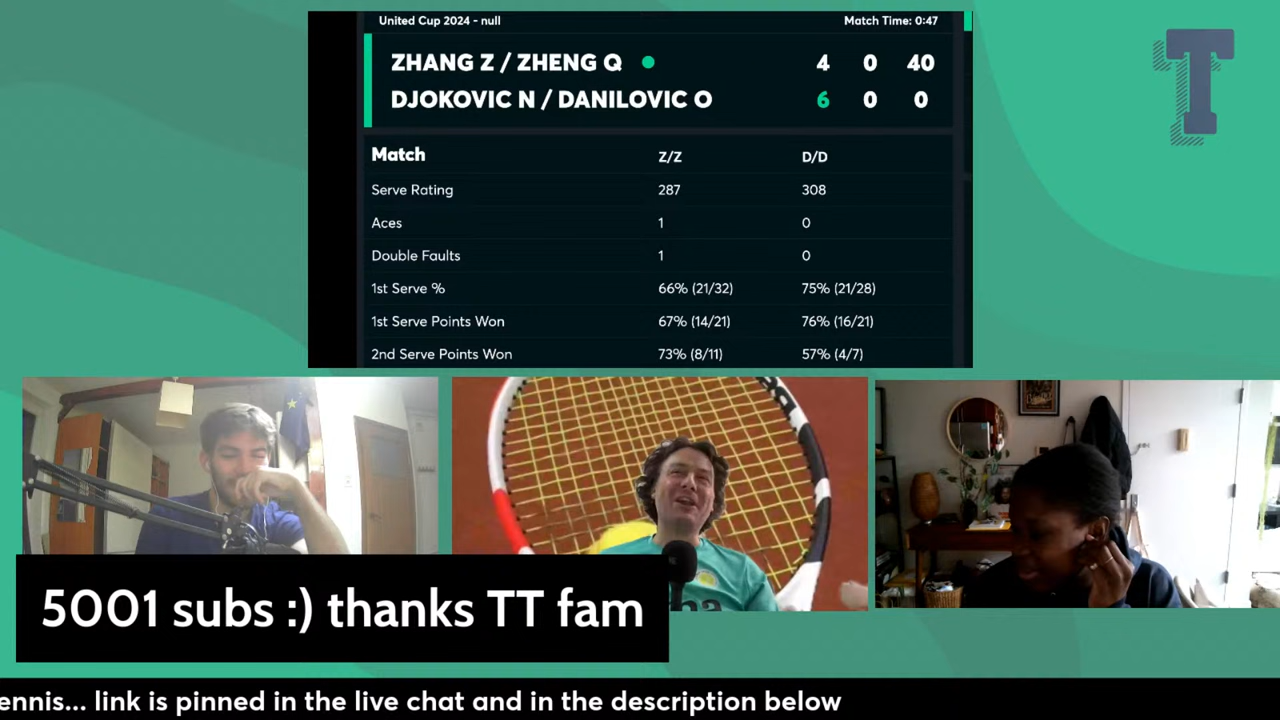 United Cup 2024 - null Match Time: 0:47
ZHANG Z / ZHENG Q 4 0 40
DJOKOVIC N / DANILOVIC O 6 0 0
Match Z/Z D/D
Serve Rating 287 308
Aces 1 0
Double Faults 1 0
1st Serve % 66% (21/32) 75% (21/28)
1st Serve Points Won 67% (14/21) 76% (16/21)
2nd Serve Points Won 73% (8/11) 57% (4/7)
T
5001 subs :) thanks TT fam
ennis... link is pinned in the live chat and in the description below